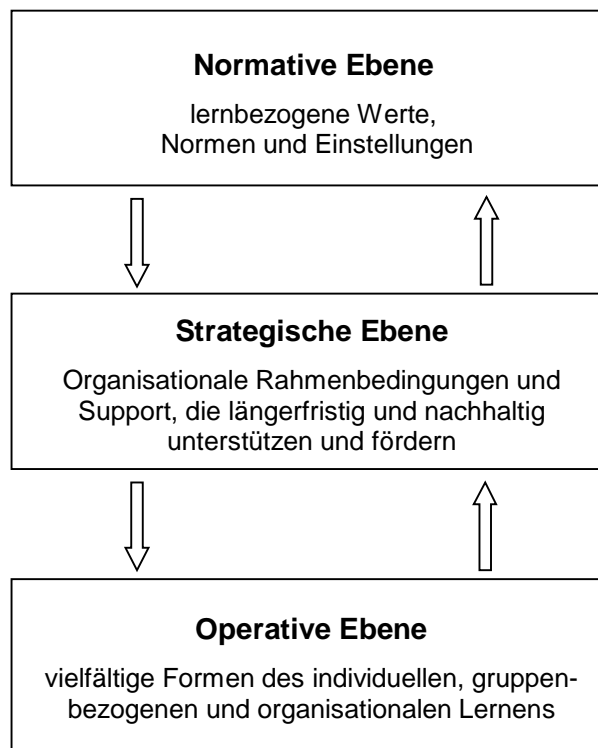 Normative Ebene
lernbezogene Werte,
Normen und Einstellungen
Strategische Ebene
Organisationale Rahmenbedingungen und
Support, die längerfristig und nachhaltig
unterstützen und fördern
Operative Ebene
vielfältige Formen des individuellen, gruppen-
bezogenen und organisationalen Lernens